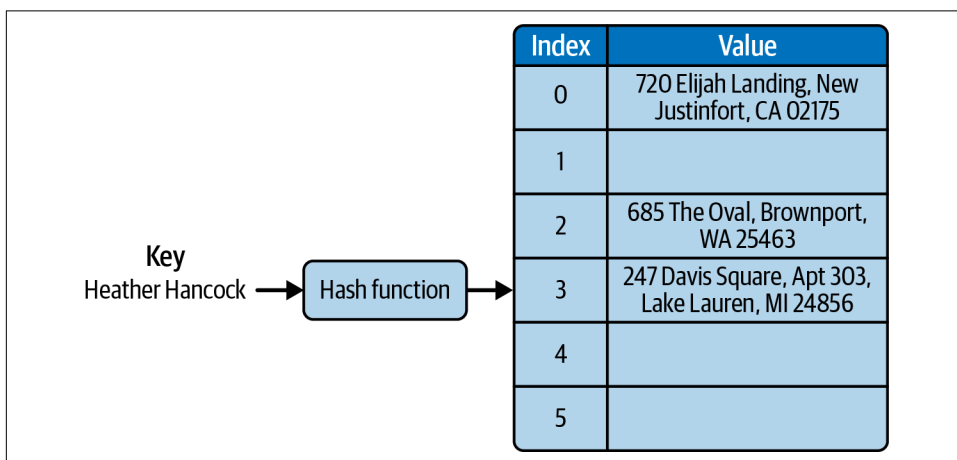 Index Value
0 720 Elijah Landing, New
Justinfort, CA 02175
1
2 685 The Oval, Brownport,
WA 25463
Key
Heather Hancock Hash function
3 247 Davis Square, Apt 303,
Lake Lauren, MI 24856
4
5